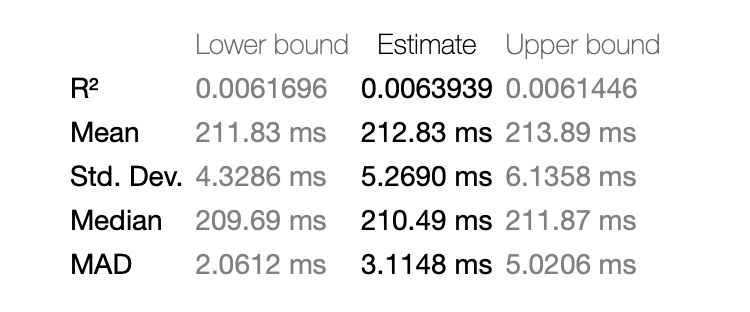 Lower bound Estimate Upper bound
R² 0.0061696 0.0063939 0.0061446
Mean 211.83 ms 212.83 ms 213.89 ms
Std. Dev. 4.3286 ms 5.2690 ms 6.1358 ms
Median 209.69 ms 210.49 ms 211.87 ms
MAD 2.0612 ms 3.1148 ms 5.0206 ms